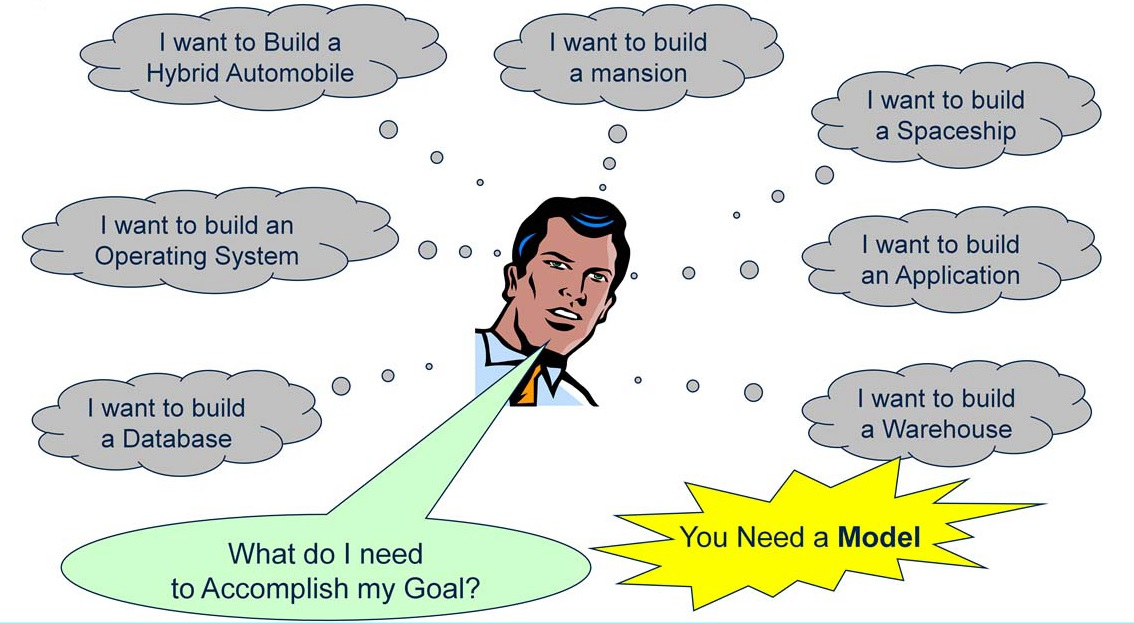 I want to Build a
Hybrid Automobile
I want to build
a mansion
I want to build
a Spaceship
I want to build an
Operating System
I want to build
an Application
I want to build
a Database
I want to build
a Warehouse
What do I need
to Accomplish my Goal?
You Need a Model